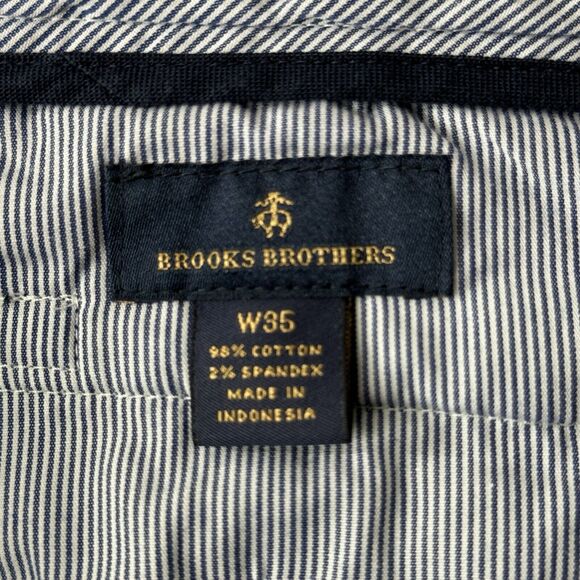 BROOKS BROTHERS
W35
98% COTTON
2% SPANDEX
MADE IN
INDONESIA